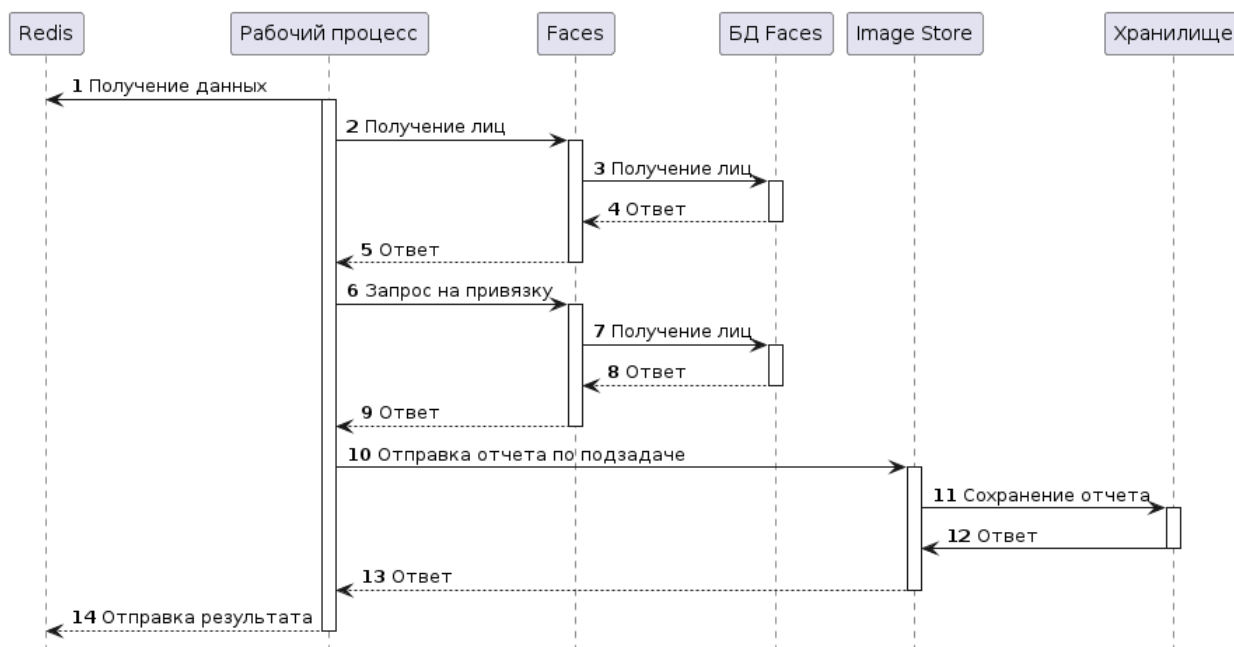 Redis
Рабочий процесс
Faces
БД Faces
Image Store
Хранилище
1 Получение данных
2 Получение лиц
3 Получение лиц
4 Ответ
5 Ответ
6 Запрос на привязку
7 Получение лиц
8 Ответ
9 Ответ
10 Отправка отчета по подзадаче
11 Сохранение отчета
12 Ответ
13 Ответ
14 Отправка результата